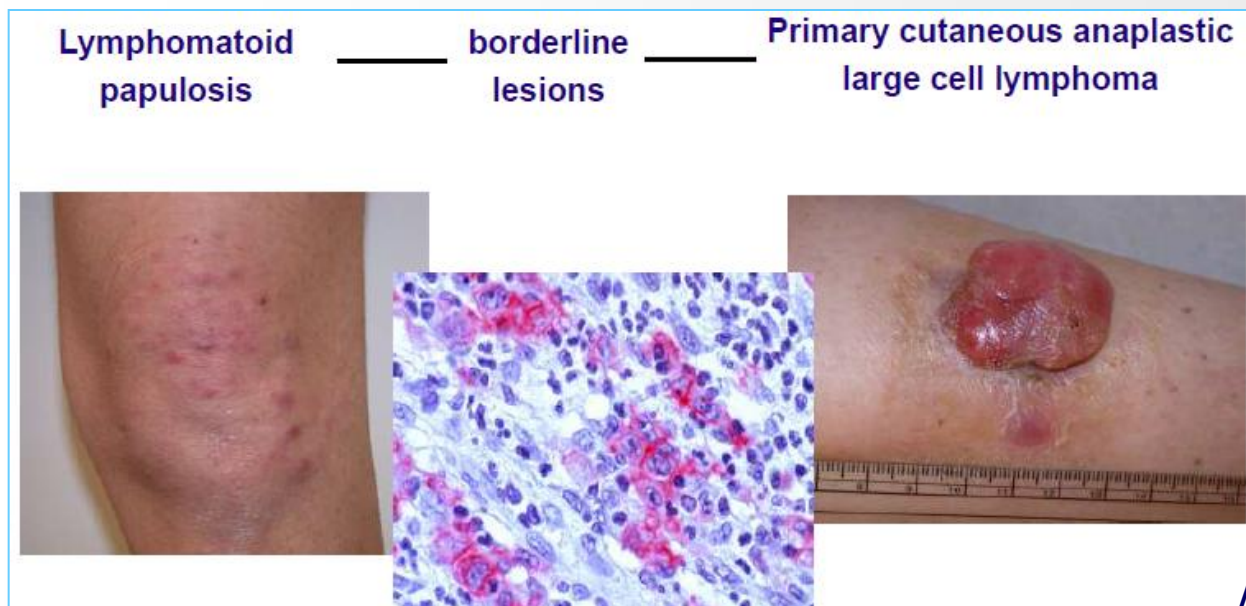 Lymphomatoid
papulosis
borderline
lesions
Primary cutaneous anaplastic
large cell lymphoma